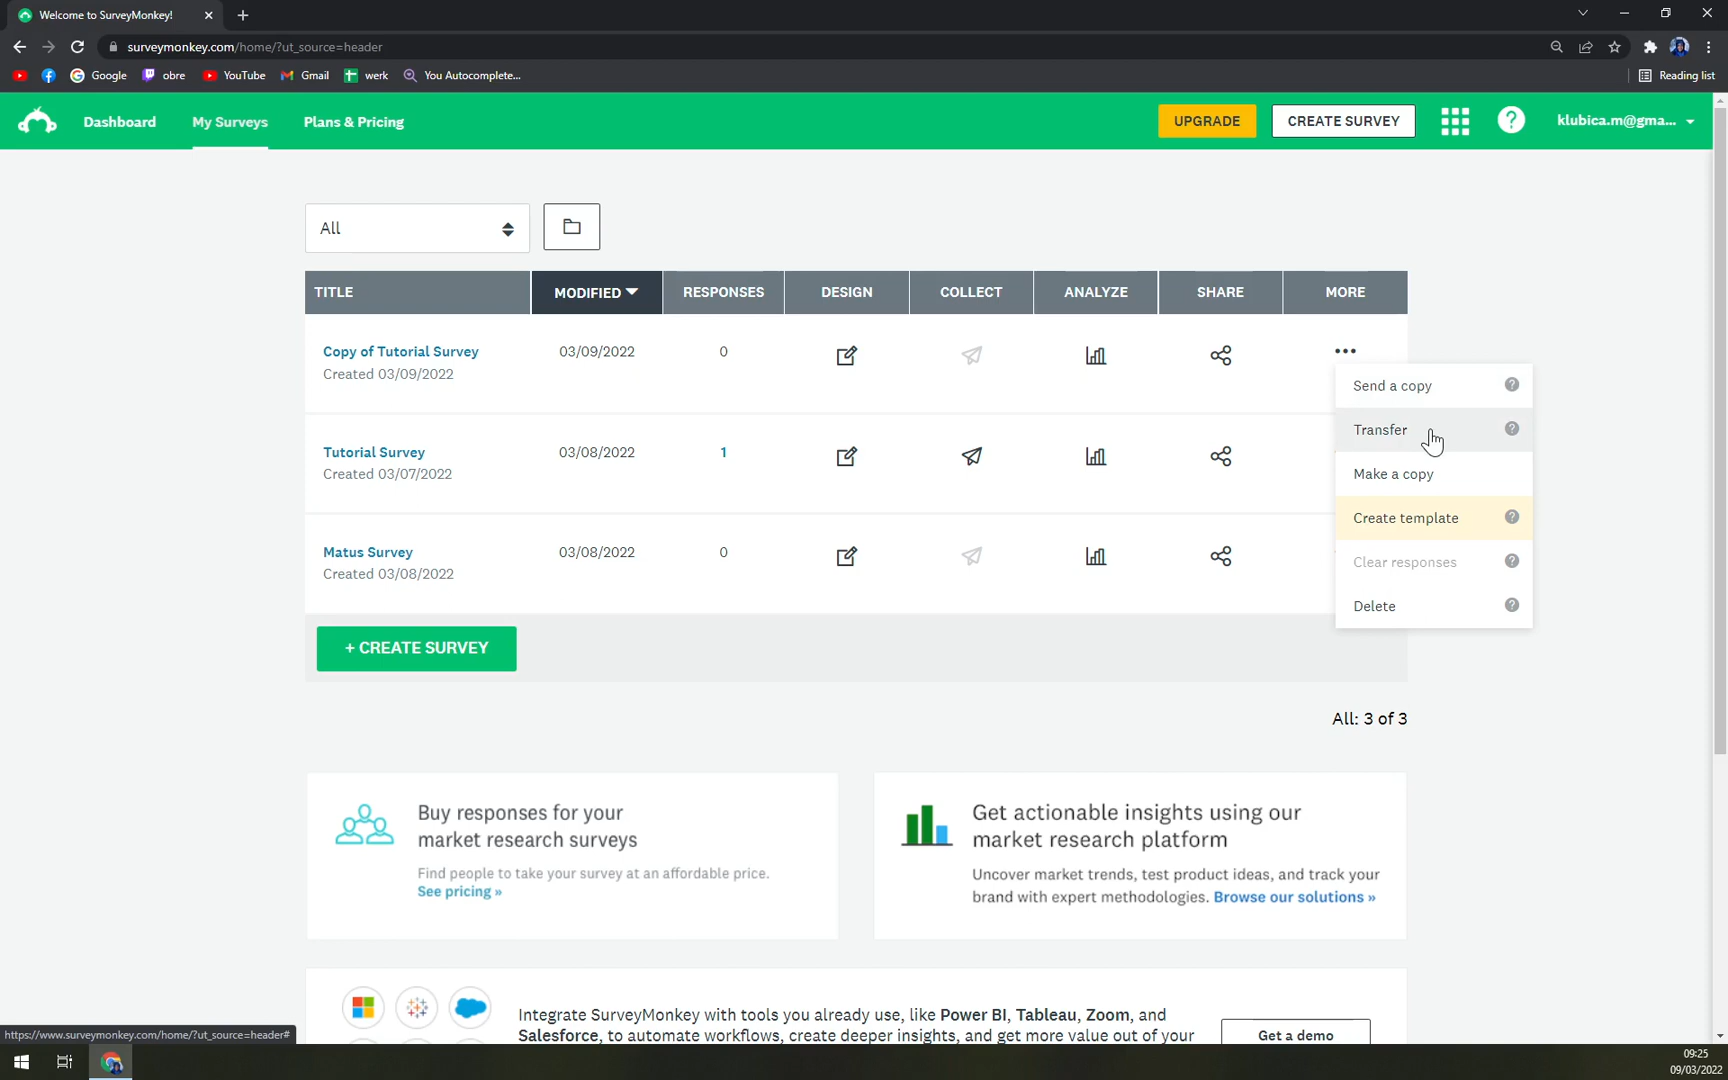 Welcome to SurveyMonkey!
surveymonkey.com/home/?ut_source=header
Google
obre
YouTube
Gmail
werk
You Autocomplete...
Reading list
Dashboard
My Surveys
Plans & Pricing
UPGRADE
CREATE SURVEY
?
klubica.m@gma...
All
TITLE
MODIFIED
RESPONSES
DESIGN
COLLECT
ANALYZE
SHARE
MORE
Copy of Tutorial Survey
03/09/2022
0
Created 03/09/2022
Send a copy ?
Transfer ?
Tutorial Survey
03/08/2022
1
Created 03/07/2022
Make a copy
Create template ?
Matus Survey
03/08/2022
0
Created 03/08/2022
Clear responses ?
Delete ?
+ CREATE SURVEY
All: 3 of 3
Buy responses for your
market research surveys
Find people to take your survey at an affordable price.
See pricing »
Get actionable insights using our
market research platform
Uncover market trends, test product ideas, and track your
brand with expert methodologies. Browse our solutions »
Integrate SurveyMonkey with tools you already use, like Power BI, Tableau, Zoom, and
Salesforce, to automate workflows, create deeper insights, and get more value out of your
Get a demo
https://www.surveymonkey.com/home/?ut_source=header#
09:25
09/03/2022